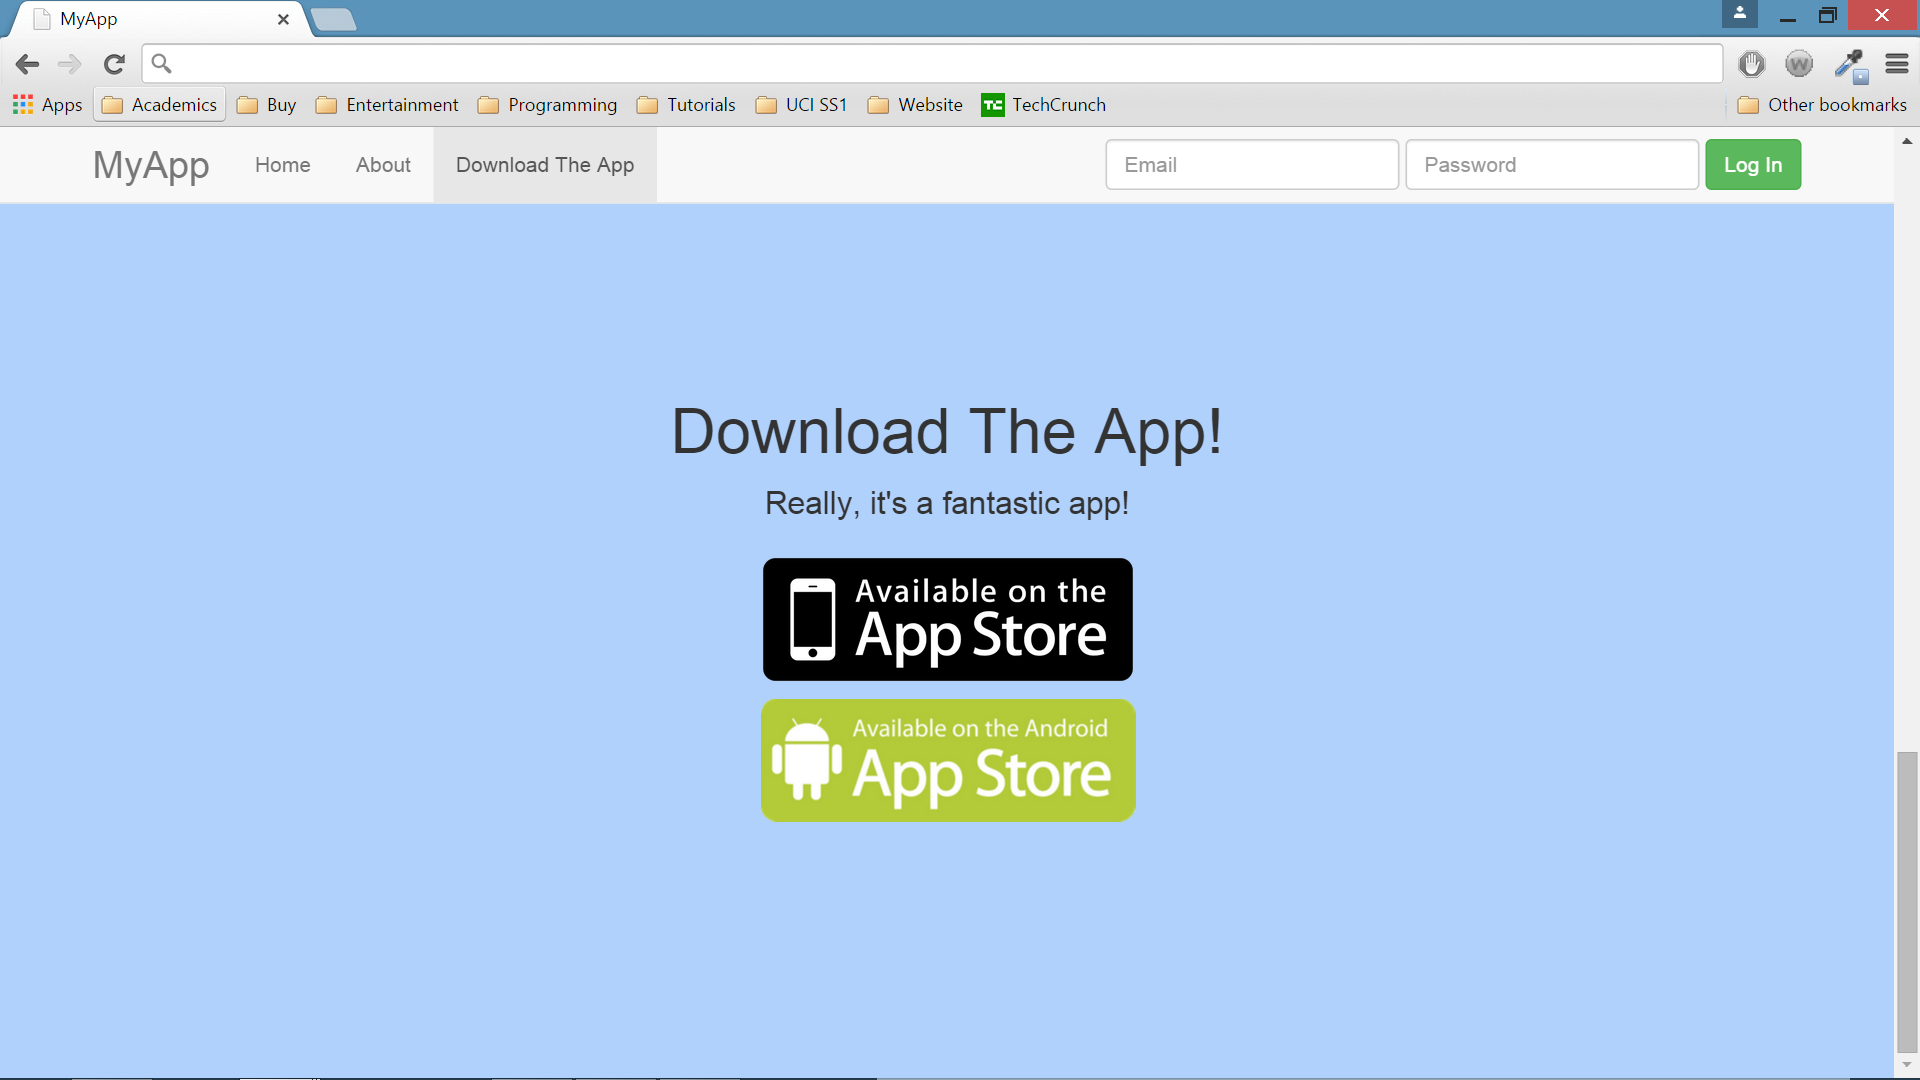 MyApp
Apps Academics Buy Entertainment Programming Tutorials UCI SS1 Website TC TechCrunch Other bookmarks
MyApp Home About Download The App Email Password Log In
Download The App!
Really, it's a fantastic app!
Available on the
App Store
Available on the Android
App Store